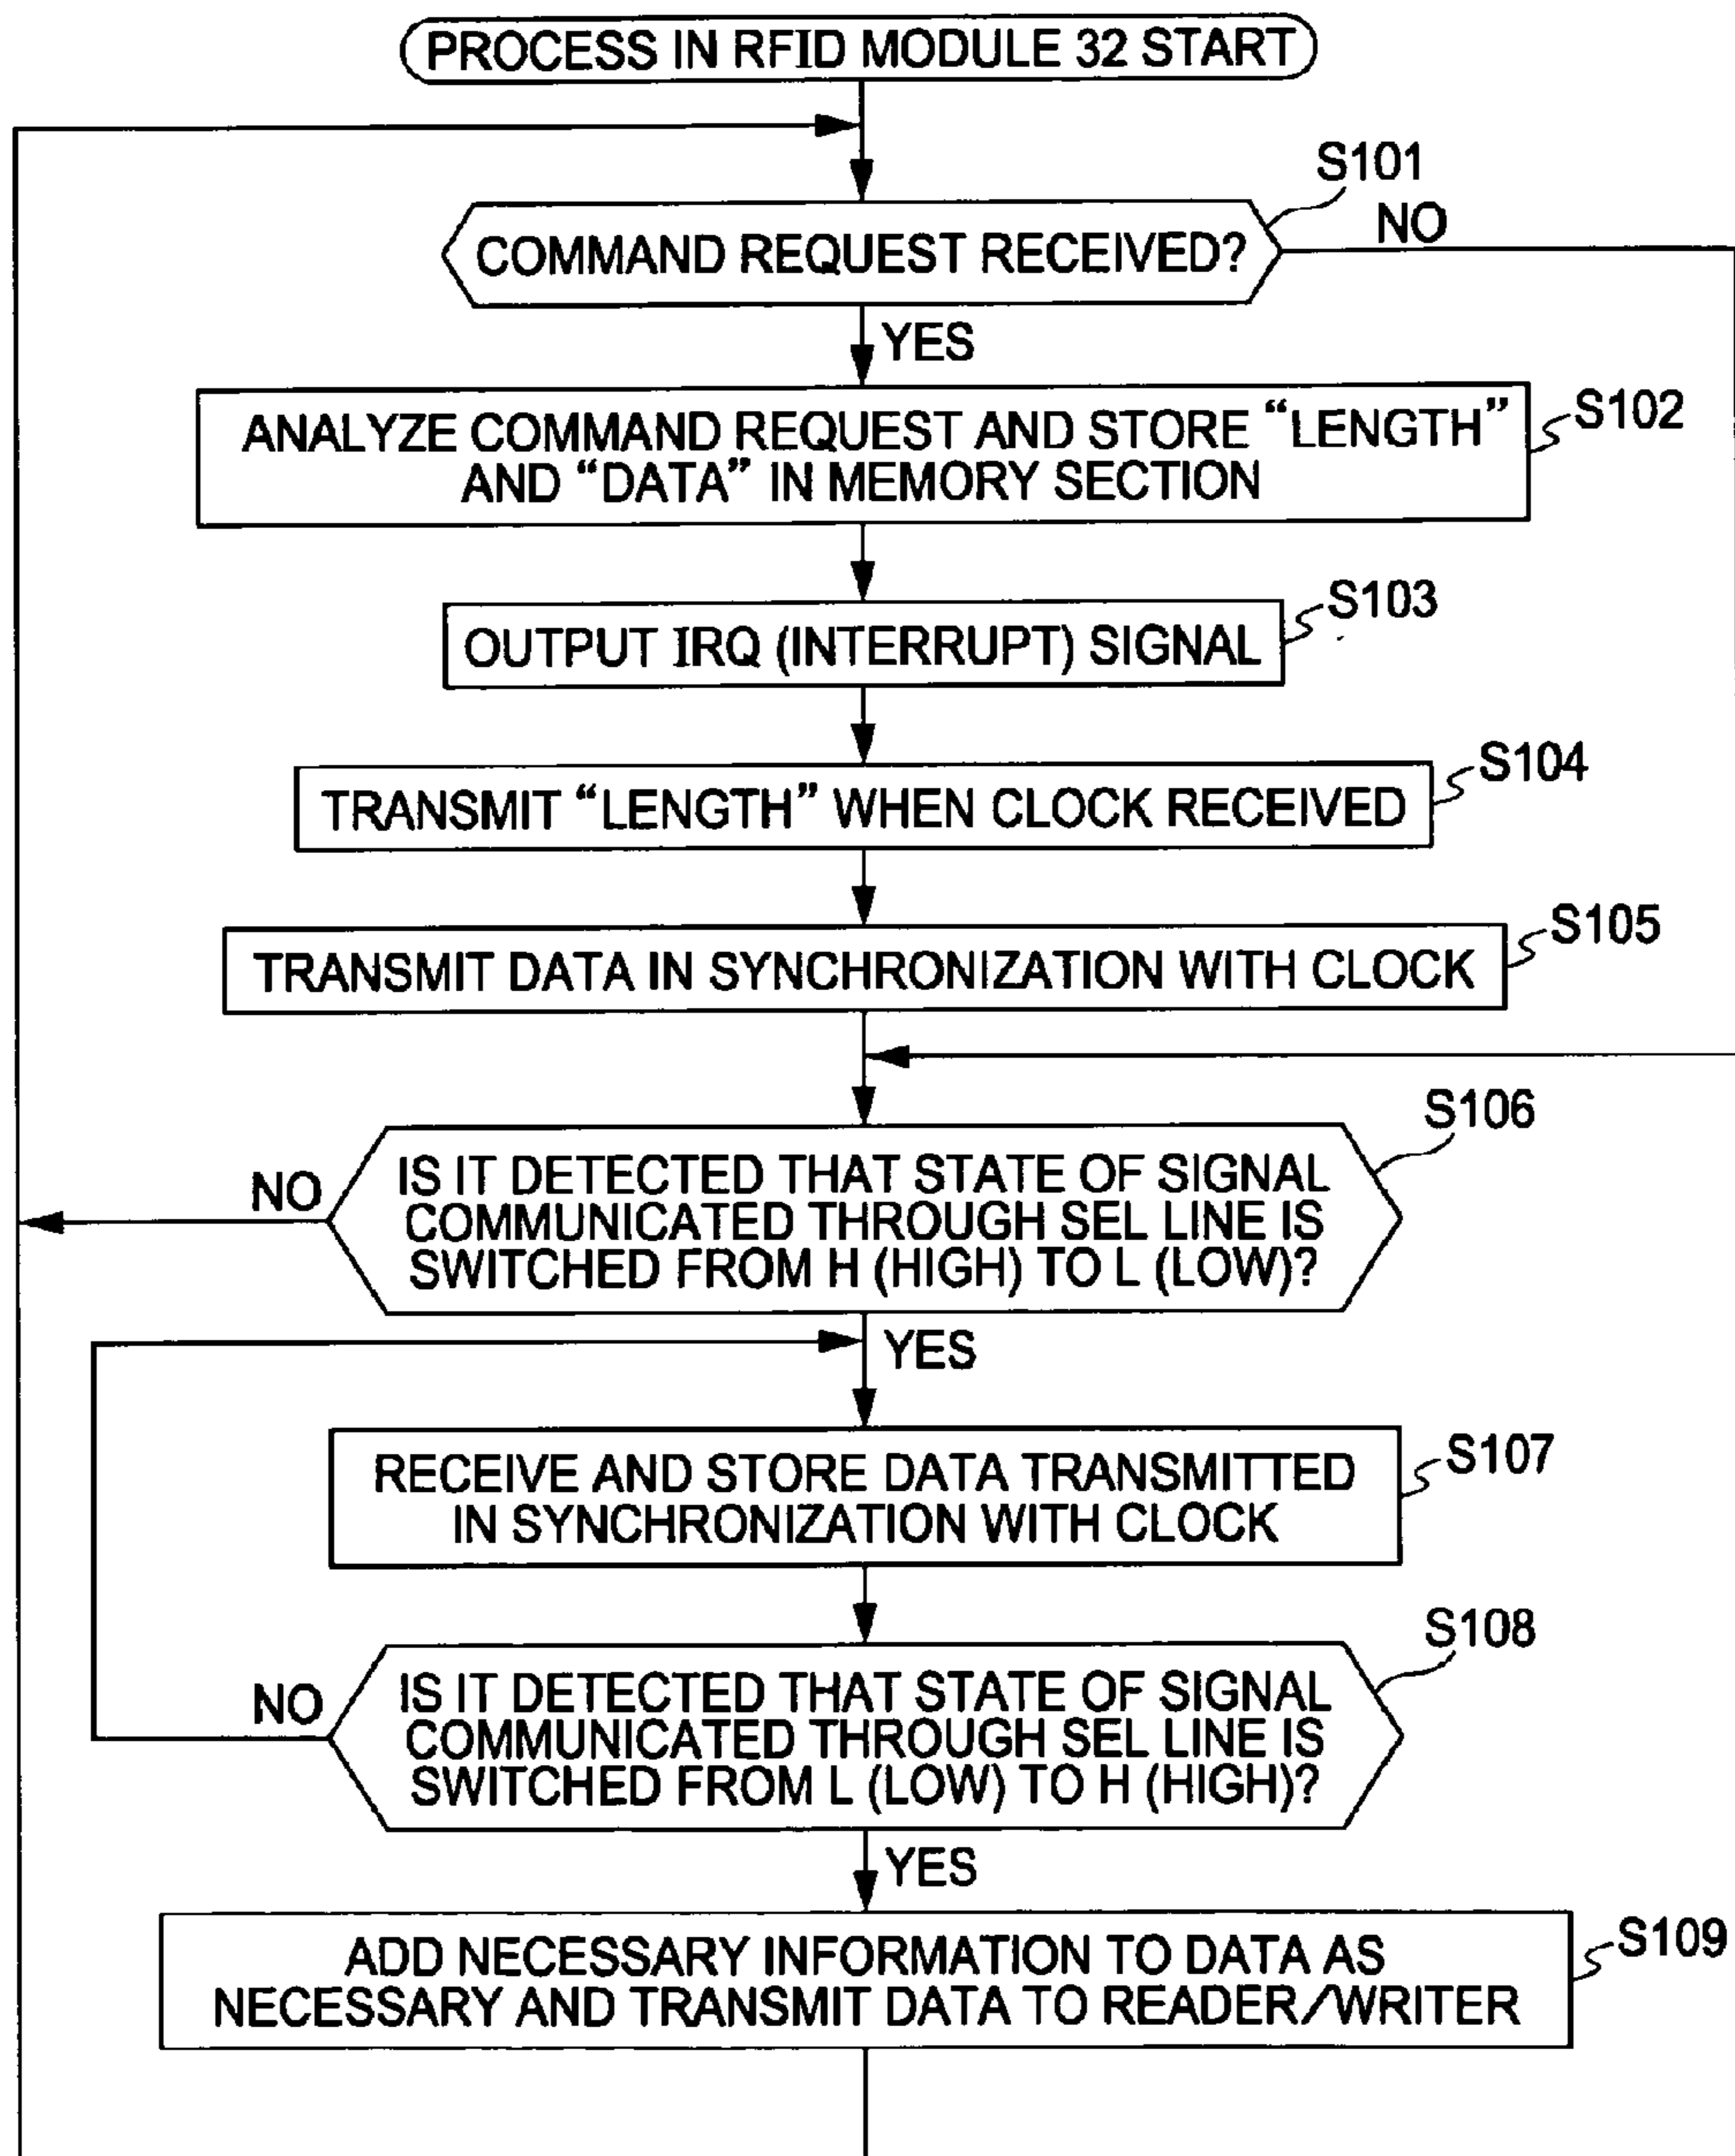 PROCESS IN RFID MODULE 32 START
S101
NO
COMMAND REQUEST RECEIVED?
YES
S102
ANALYZE COMMAND REQUEST AND STORE “LENGTH”
AND “DATA” IN MEMORY SECTION
S103
OUTPUT IRQ (INTERRUPT) SIGNAL
S104
TRANSMIT “LENGTH” WHEN CLOCK RECEIVED
S105
TRANSMIT DATA IN SYNCHRONIZATION WITH CLOCK
S106
NO
IS IT DETECTED THAT STATE OF SIGNAL
COMMUNICATED THROUGH SEL LINE IS
SWITCHED FROM H (HIGH) TO L (LOW)?
YES
S107
RECEIVE AND STORE DATA TRANSMITTED
IN SYNCHRONIZATION WITH CLOCK
S108
NO
IS IT DETECTED THAT STATE OF SIGNAL
COMMUNICATED THROUGH SEL LINE IS
SWITCHED FROM L (LOW) TO H (HIGH)?
YES
S109
ADD NECESSARY INFORMATION TO DATA AS
NECESSARY AND TRANSMIT DATA TO READER/WRITER